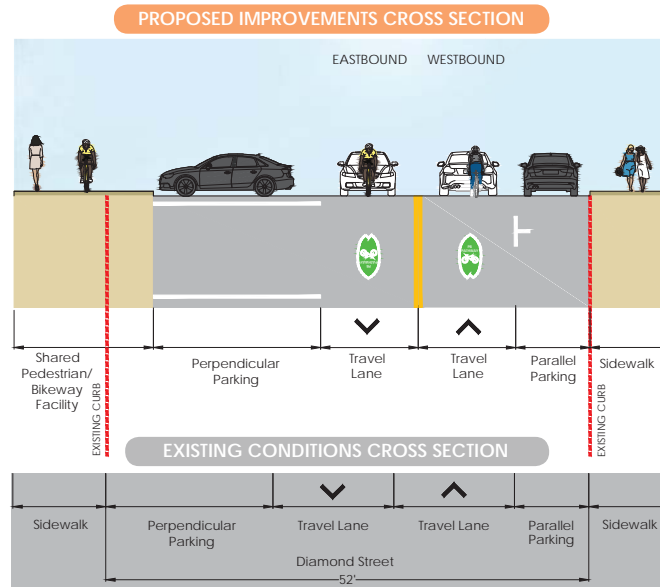 PROPOSED IMPROVEMENTS CROSS SECTION
EASTBOUND WESTBOUND
Shared
Pedestrian/
Bikeway
Facility
EXISTING CURB
Perpendicular
Parking
Travel
Lane
Travel
Lane
Parallel
Parking
EXISTING CURB
Sidewalk
EXISTING CONDITIONS CROSS SECTION
Sidewalk
Perpendicular
Parking
Travel Lane
Travel Lane
Parallel
Parking
Sidewalk
Diamond Street
52'